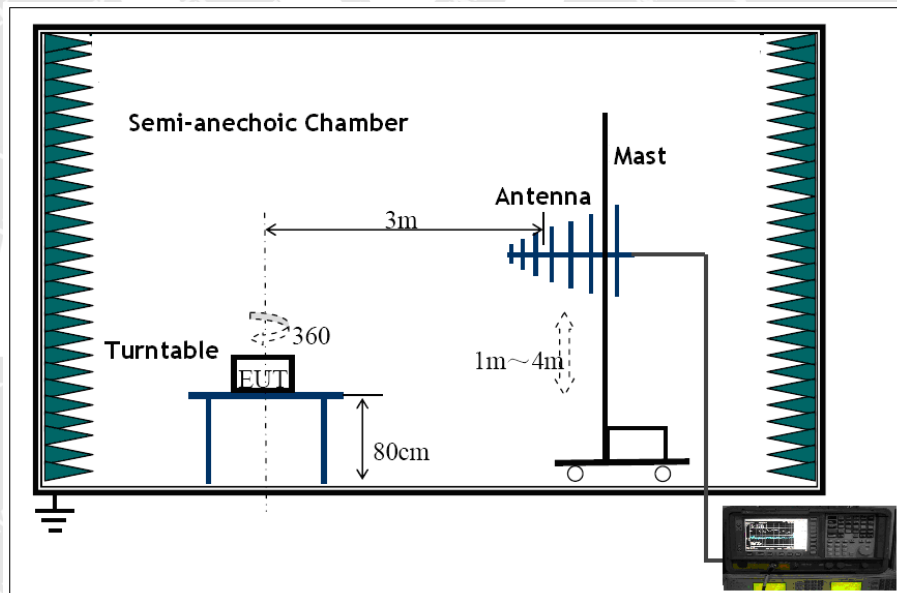 Semi-anechoic Chamber
Mast
Antenna
3m
360
Turntable
EUT
1m～4m
80cm